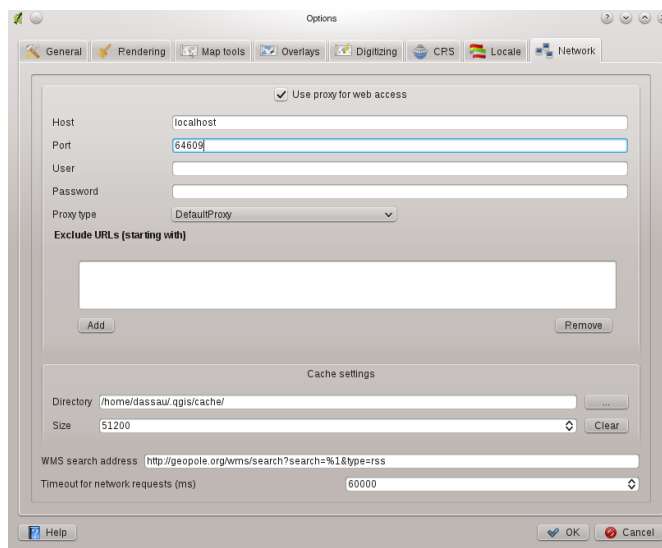 Options
General Rendering Map tools Overlays Digitizing CRS Locale Network
Use proxy for web access
Host localhost
Port 64609
User
Password
Proxy type DefaultProxy
Exclude URLs (starting with)
Add Remove
Cache settings
Directory /home/dassau/.qgis/cache/ ...
Size 51200 Clear
WMS search address http://geopole.org/wms/search?search=%1&type=rss
Timeout for network requests (ms) 60000
Help OK Cancel